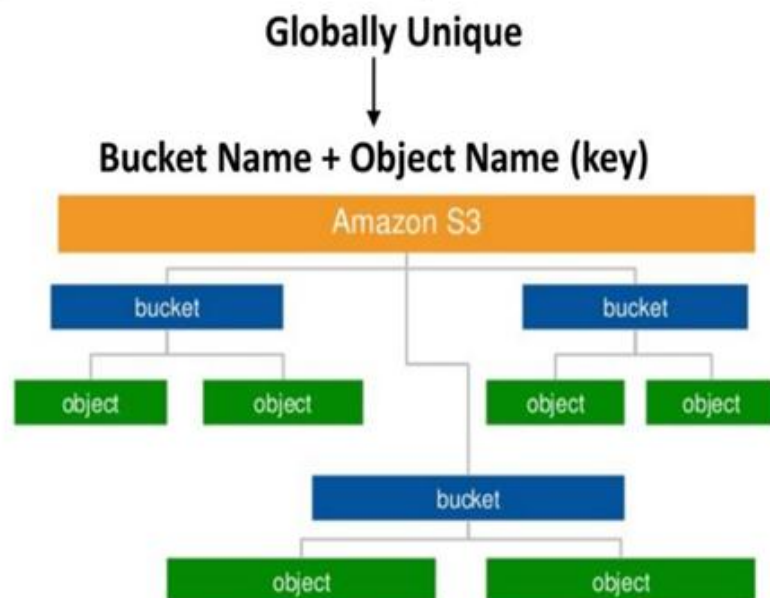 Globally Unique
Bucket Name + Object Name (key)
Amazon S3
bucket
bucket
object
object
object
object
bucket
object
object